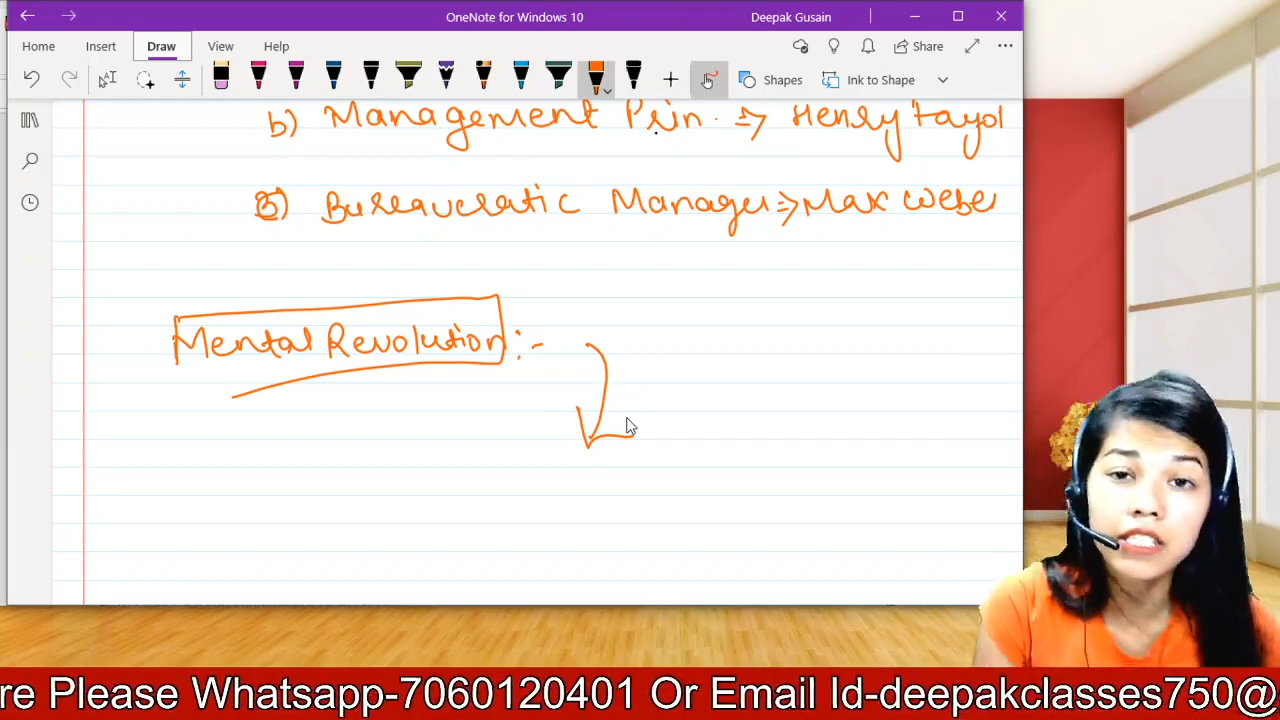 OneNote for Windows 10
Deepak Gusain
Home Insert Draw View Help
Share
Shapes
Ink to Shape
b) Management Prin. => Henry Fayol
3) Bureaucratic Manager => Max Weber
Mental Revolution :-
re Please Whatsapp-7060120401 Or Email Id-deepakclasses750@